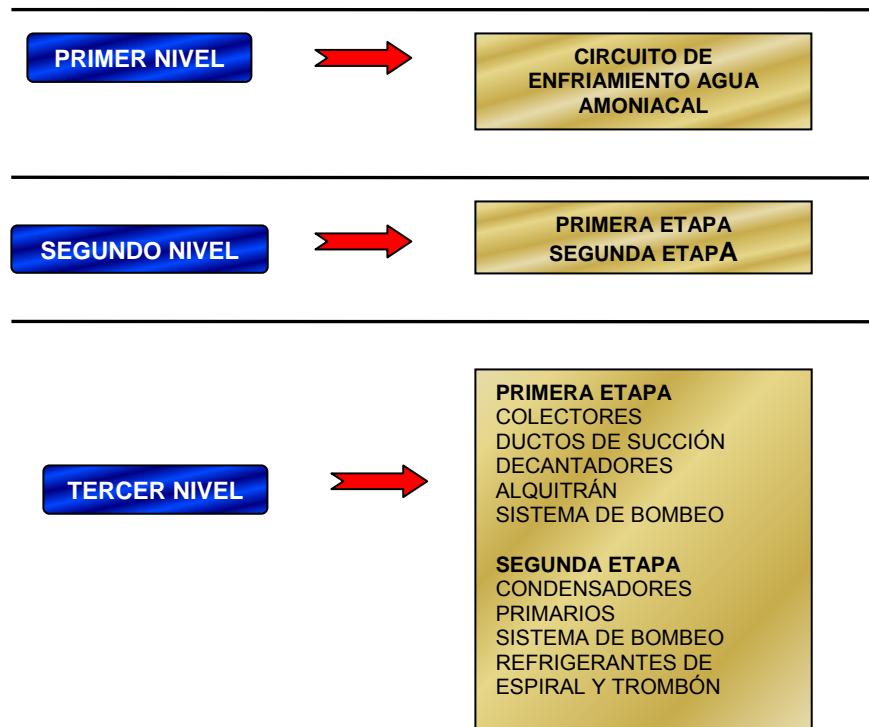 PRIMER NIVEL
CIRCUITO DE
ENFRIAMIENTO AGUA
AMONIACAL
SEGUNDO NIVEL
PRIMERA ETAPA
SEGUNDA ETAPA
TERCER NIVEL
PRIMERA ETAPA
COLECTORES
DUCTOS DE SUCCIÓN
DECANTADORES
ALQUITRÁN
SISTEMA DE BOMBEO
SEGUNDA ETAPA
CONDENSADORES
PRIMARIOS
SISTEMA DE BOMBEO
REFRIGERANTES DE
ESPIRAL Y TROMBÓN